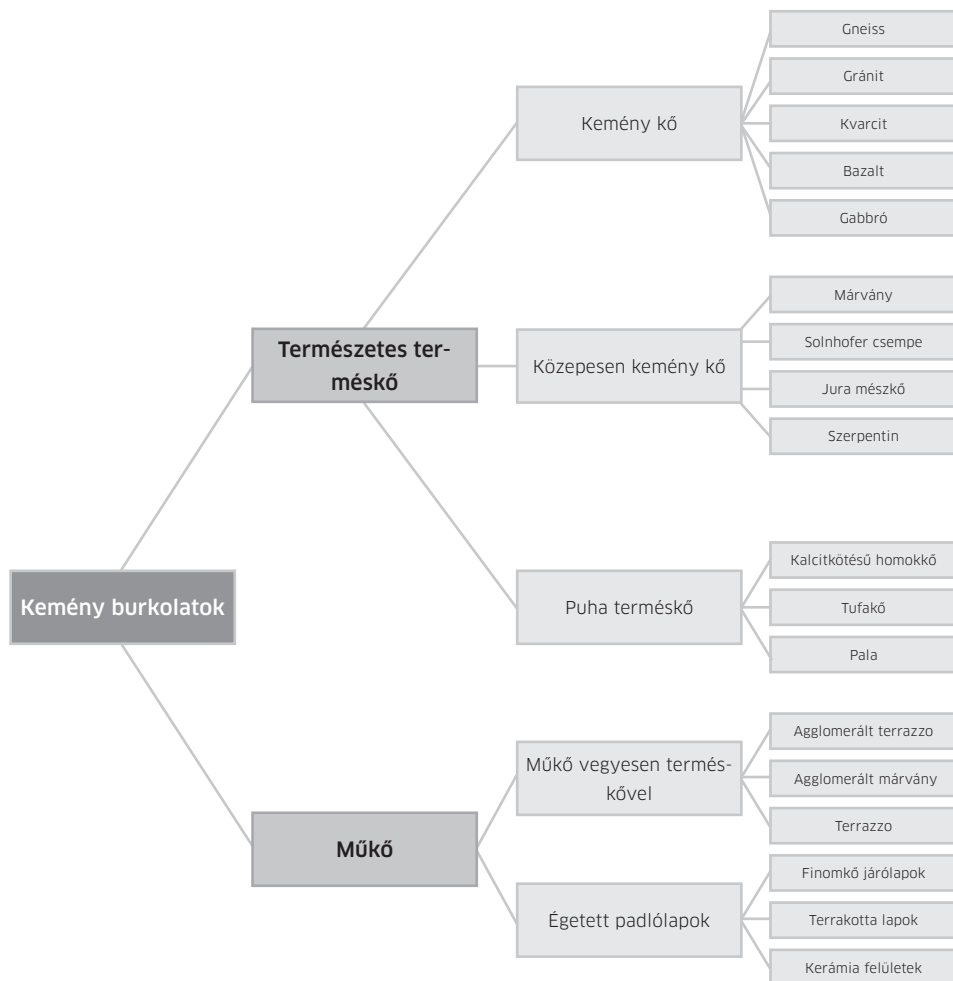 Gneiss
Gránit
Kemény kő
Kvarcit
Bazalt
Gabbró
Márvány
Természetes ter-
méskő
Solnhofer csempe
Közepesen kemény kő
Jura mészkő
Szerpentin
Kalcitkötésű homokkő
Kemény burkolatok
Puha terméskő
Tufakő
Pala
Agglomerált terrazzo
Műkő vegyesen termés-
kővel
Agglomerált márvány
Terrazzo
Műkő
Finomkő járólapok
Égetett padlólapok
Terrakotta lapok
Kerámia felületek